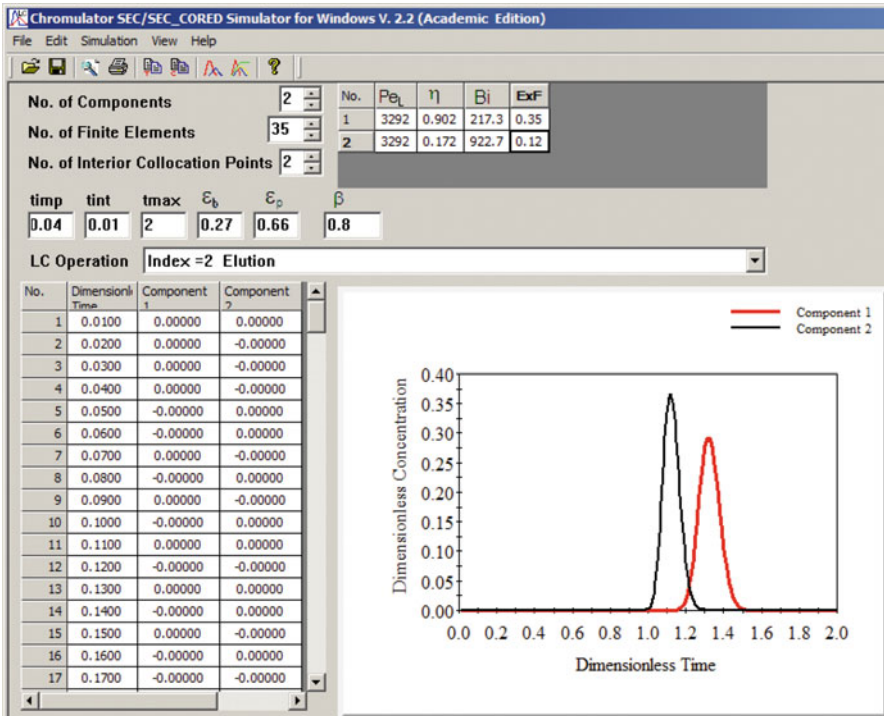 Chromulator SEC/SEC_CORED Simulator for Windows V. 2.2 (Academic Edition)
File Edit Simulation View Help
No. of Components 2
No. of Finite Elements 35
No. of Interior Collocation Points 2
No. PeL η Bi ExF
1 3292 0.902 217.3 0.35
2 3292 0.172 922.7 0.12
timp tint tmax εb εp β
0.04 0.01 2 0.27 0.66 0.8
LC Operation Index =2 Elution
No. Dimensionl Time Component 1 Component 2
1 0.0100 0.00000 0.00000
2 0.0200 0.00000 -0.00000
3 0.0300 0.00000 -0.00000
4 0.0400 0.00000 -0.00000
5 0.0500 -0.00000 0.00000
6 0.0600 -0.00000 0.00000
7 0.0700 0.00000 -0.00000
8 0.0800 -0.00000 0.00000
9 0.0900 0.00000 -0.00000
10 0.1000 -0.00000 0.00000
11 0.1100 0.00000 0.00000
12 0.1200 -0.00000 -0.00000
13 0.1300 0.00000 0.00000
14 0.1400 -0.00000 0.00000
15 0.1500 0.00000 -0.00000
16 0.1600 -0.00000 0.00000
17 0.1700 -0.00000 -0.00000
Component 1
Component 2
Dimensionless Concentration
0.40
0.35
0.30
0.25
0.20
0.15
0.10
0.05
0.00
0.0 0.2 0.4 0.6 0.8 1.0 1.2 1.4 1.6 1.8 2.0
Dimensionless Time